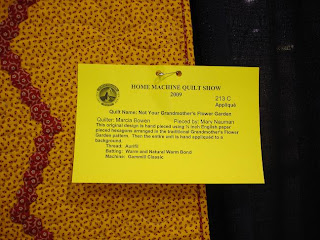 HOME MACHINE QUILT SHOW
2009
213 C
Appliqué
Quilt Name: Not Your Grandmother's Flower Garden
Quilter: Marcia Bowen Pieced by: Mary Nauman
This original design is hand pieced using ½ inch English paper
pieced hexagons arranged in the traditional Grandmother's Flower
Garden pattern. Then the entire unit is hand appliqued to a
background.
Thread: Aurifil
Batting: Warm and Natural Warm Bond
Machine: Gammill Classic